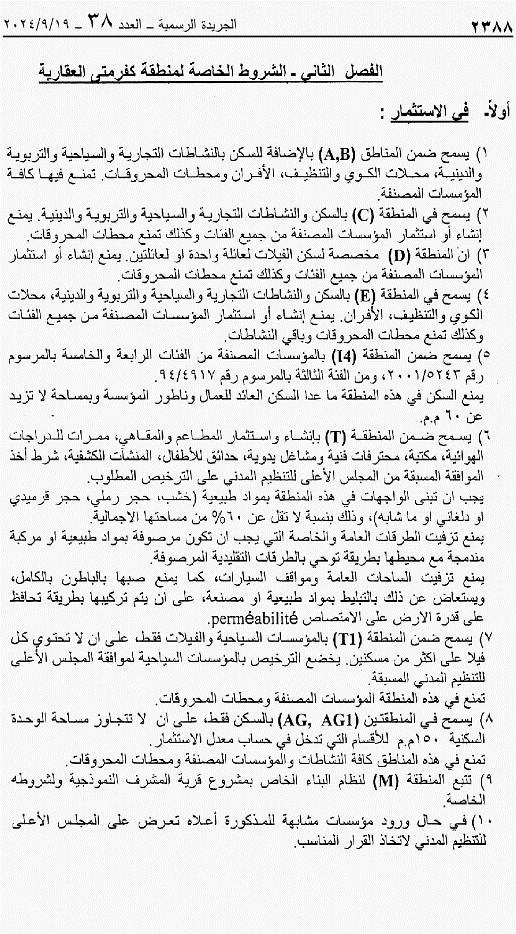 ٢٣٨٨
الجريدة الرسمية – العدد ٣٨ – ٢٠٢٤/٩/١٩
الفصل الثاني - الشروط الخاصة لمنطقة كفرمتى العقارية
أولاً- في الاستثمار :
١) يسمح ضمن المناطق (A,B) بالإضافة للسكن بالنشاطات التجارية والسياحية والتربوية
والدينية، محلات الكوي والتنظيف، الأفران ومحطات المحروقات. تمنع فيها كافة
المؤسسات المصنفة.
٢) يسمح في المنطقة (C) بالسكن والنشاطات التجارية والسياحية والتربوية والدينية. يمنع
إنشاء أو استثمار المؤسسات المصنفة من جميع الفئات وكذلك تمنع محطات المحروقات.
٣) ان المنطقة (D) مخصصة لسكن الفيلات لعائلة واحدة او لعائلتين. يمنع إنشاء أو استثمار
المؤسسات المصنفة من جميع الفئات وكذلك تمنع محطات المحروقات.
٤) يسمح في المنطقة (E) بالسكن والنشاطات التجارية والسياحية والتربوية والدينية، محلات
الكوي والتنظيف، الأفران. يمنع إنشاء أو استثمار المؤسسات المصنفة من جميع الفئات
وكذلك تمنع محطات المحروقات وباقي النشاطات.
٥) يسمح ضمن المنطقة (I4) بالمؤسسات المصنفة من الفئات الرابعة والخامسة بالمرسوم
رقم ٢٠٠١/٥٢٤٣، ومن الفئة الثالثة بالمرسوم رقم ٩٤/٤٩١٧.
يمنع السكن في هذه المنطقة ما عدا السكن العائد للعمال وناطور المؤسسة وبمساحة لا تزيد
عن ٦٠ م.م.
٦) يسمح ضمن المنطقة (T) بإنشاء واستثمار المطاعم والمقاهي، ممرات للدراجات
الهوائية، مكتبة، محترفات فنية ومشاغل يدوية، حدائق للأطفال، المنشآت الكشفية، شرط أخذ
الموافقة المسبقة من المجلس الأعلى للتنظيم المدني على الترخيص المطلوب.
يجب ان تبنى الواجهات في هذه المنطقة بمواد طبيعية (خشب، حجر رملي، حجر قرميدي
او دلغاني او ما شابه)، وذلك بنسبة لا تقل عن ٦٠% من مساحتها الاجمالية.
يمنع تزفيت الطرقات العامة والخاصة التي يجب ان تكون مرصوفة بمواد طبيعية او مركبة
مندمجة مع محيطها بطريقة توحي بالطرقات التقليدية المرصوفة.
يمنع تزفيت الساحات العامة ومواقف السيارات، كما يمنع صبها بالباطون بالكامل،
ويستعاض عن ذلك بالتبليط بمواد طبيعية او مصنعة، على ان يتم تركيبها بطريقة تحافظ
على قدرة الارض على الامتصاص perméabilité.
٧) يسمح ضمن المنطقة (T1) بالمؤسسات السياحية والفيلات فقط، على ان لا تحتوي كل
فيلا على اكثر من مسكنين. يخضع الترخيص بالمؤسسات السياحية لموافقة المجلس الأعلى
للتنظيم المدني المسبقة.
تمنع في هذه المنطقة المؤسسات المصنفة ومحطات المحروقات.
٨) يسمح في المنطقتين (AG, AG1) بالسكن فقط، على ان لا تتجاوز مساحة الوحدة
السكنية ١٥٠م.م للأقسام التي تدخل في حساب معدل الاستثمار.
تمنع في هذه المناطق كافة النشاطات والمؤسسات المصنفة ومحطات المحروقات.
٩) تتبع المنطقة (M) لنظام البناء الخاص بمشروع قرية المشرف النموذجية ولشروطه
الخاصة.
١٠) في حال ورود مؤسسات مشابهة للمذكورة أعلاه تعرض على المجلس الأعلى
للتنظيم المدني لاتخاذ القرار المناسب.